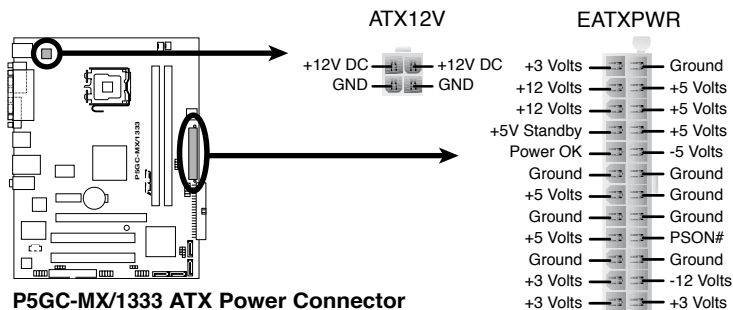 ATX12V
EATXPWR
+12V DC +12V DC
GND GND
+3 Volts Ground
+12 Volts +5 Volts
+12 Volts +5 Volts
+5V Standby +5 Volts
Power OK -5 Volts
Ground Ground
+5 Volts Ground
Ground Ground
+5 Volts PSON#
Ground Ground
+3 Volts -12 Volts
+3 Volts +3 Volts
P5GC-MX/1333
P5GC-MX/1333 ATX Power Connector